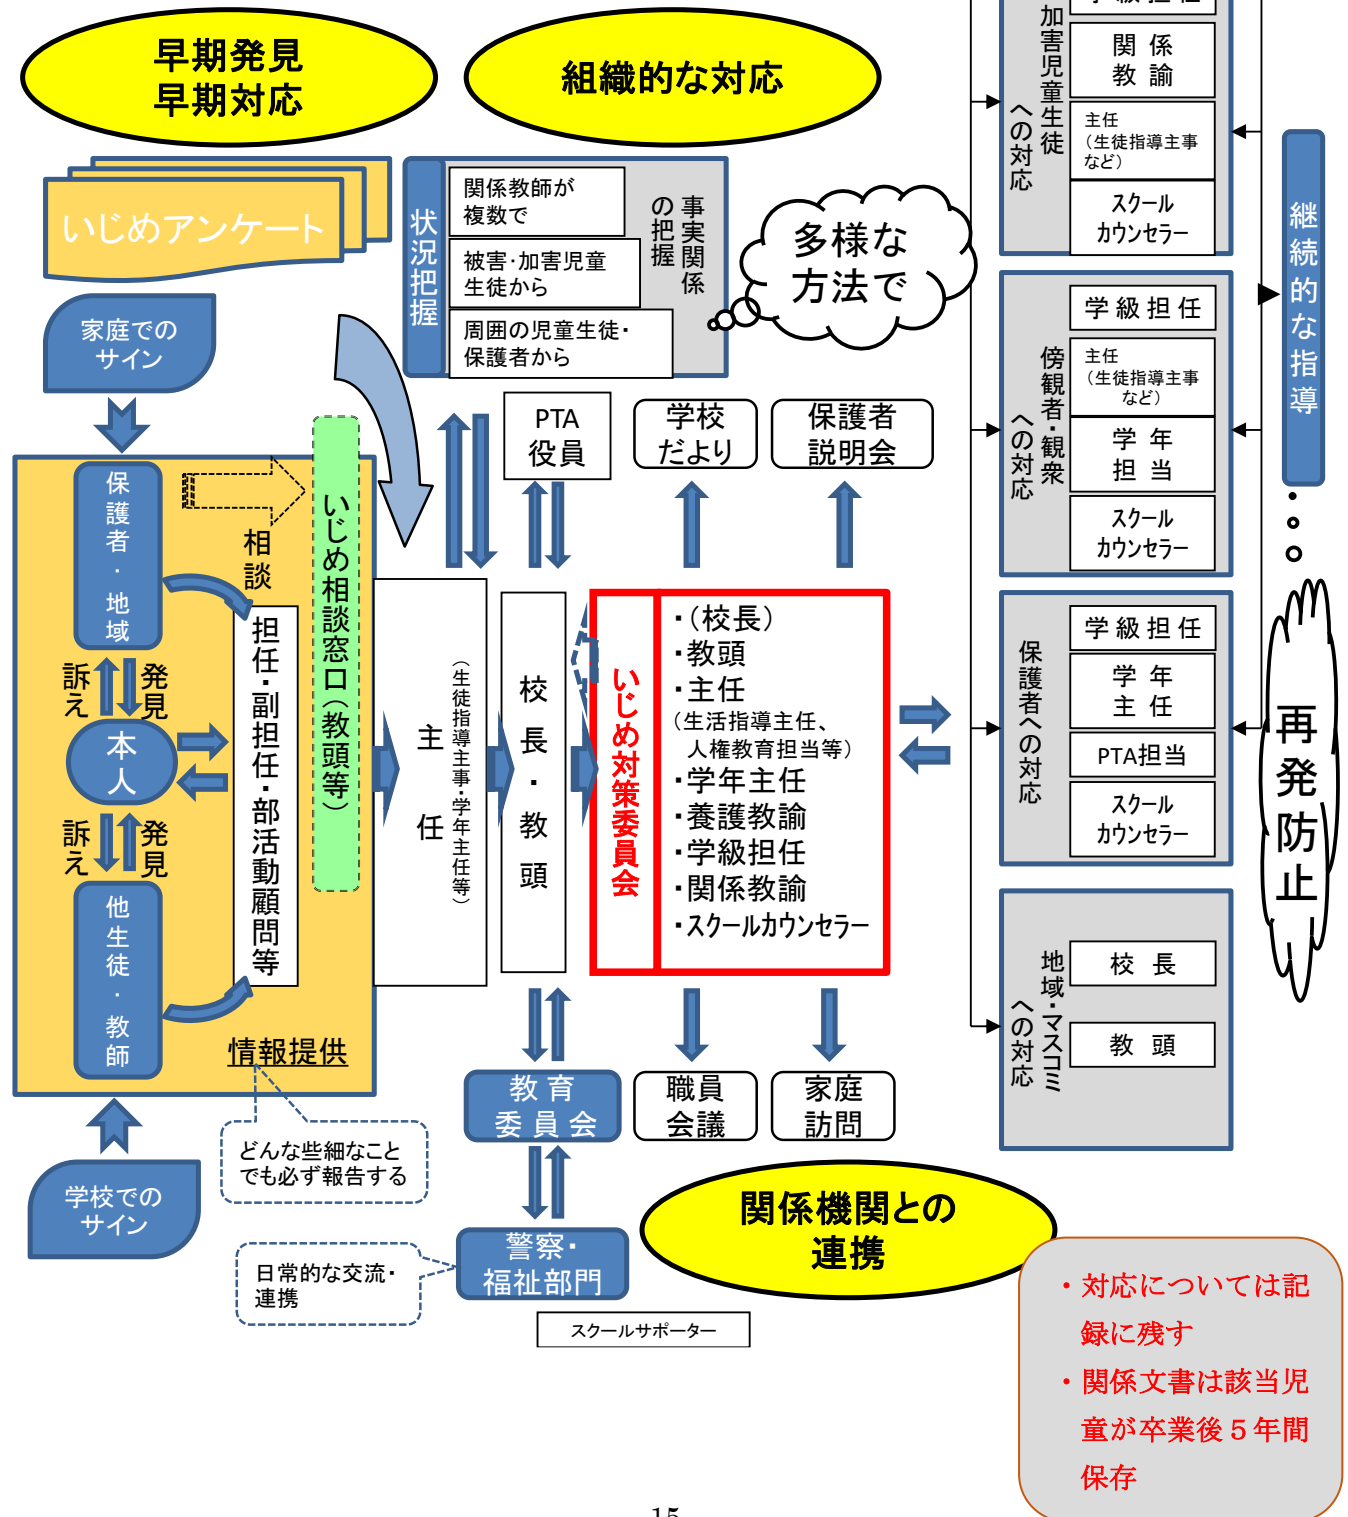 早期発見
早期対応
組織的な対応
いじめアンケート
状況把握
関係教師が
複数で
被害・加害児童
生徒から
周囲の児童生徒・
保護者から
事実関係
の把握
多様な
方法で
家庭での
サイン
保護者・地域
相談
訴え
発見
本人
訴え
発見
他生徒・教師
担任・副担任・部活動顧問等
いじめ相談窓口（教頭等）
情報提供
どんな些細なこと
でも必ず報告する
学校での
サイン
主任
（生徒指導主事・学年主任等）
校長・教頭
PTA
役員
学校
だより
保護者
説明会
いじめ対策委員会
・（校長）
・教頭
・主任
（生活指導主任、
人権教育担当等）
・学年主任
・養護教諭
・学級担任
・関係教諭
・スクールカウンセラー
教育
委員会
職員
会議
家庭
訪問
警察・
福祉部門
日常的な交流・
連携
スクールサポーター
関係機関との
連携
加害児童生徒
への対応
学級担任
関係
教諭
主任
（生徒指導主事
など）
スクール
カウンセラー
傍観者・観衆
への対応
学級担任
主任
（生徒指導主事
など）
学年
担当
スクール
カウンセラー
保護者への対応
学級担任
学年
主任
PTA担当
スクール
カウンセラー
地域・マスコミ
への対応
校長
教頭
継続的な指導
再発防止
・対応については記
録に残す
・関係文書は該当児
童が卒業後５年間
保存
15